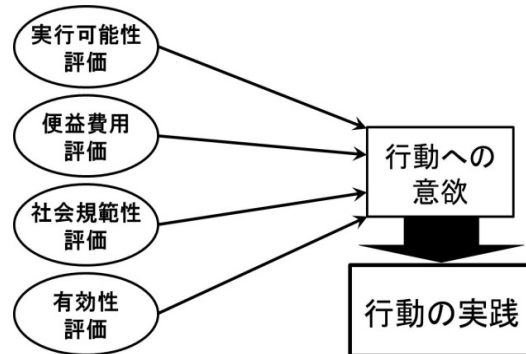 実行可能性
評価
便益費用
評価
社会規範性
評価
有効性
評価
行動への
意欲
行動の実践